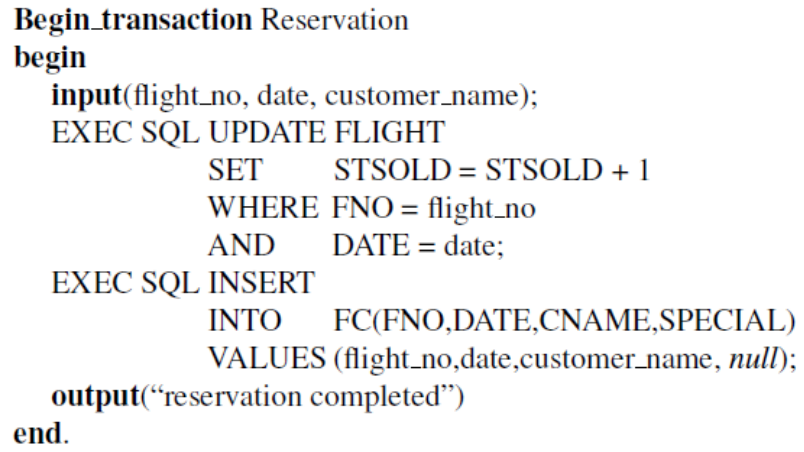 Begin_transaction Reservation
begin
input(flight_no, date, customer_name);
EXEC SQL UPDATE FLIGHT
SET STSOLD = STSOLD + 1
WHERE FNO = flight_no
AND DATE = date;
EXEC SQL INSERT
INTO FC(FNO,DATE,CNAME,SPECIAL)
VALUES (flight_no,date,customer_name, null);
output(“reservation completed”)
end.